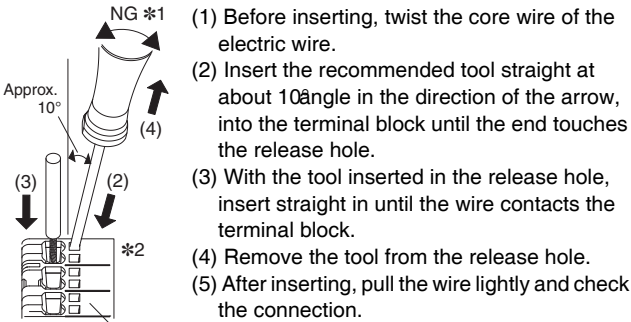 NG *1
Approx.
10°
(4)
(3)
(2)
*2
(1) Before inserting, twist the core wire of the
electric wire.
(2) Insert the recommended tool straight at
about 10ângle in the direction of the arrow,
into the terminal block until the end touches
the release hole.
(3) With the tool inserted in the release hole,
insert straight in until the wire contacts the
terminal block.
(4) Remove the tool from the release hole.
(5) After inserting, pull the wire lightly and check
the connection.